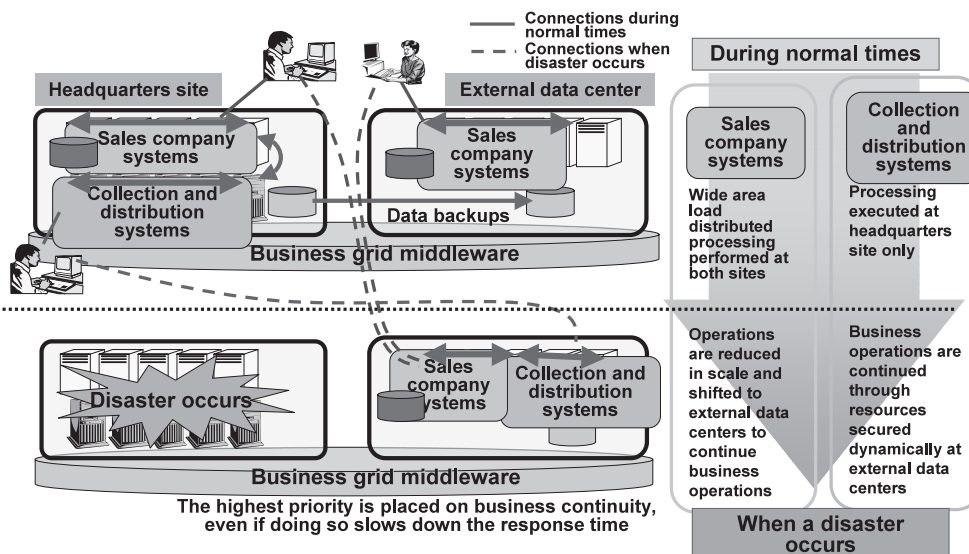 Connections during
normal times
Connections when
disaster occurs
Headquarters site
External data center
Sales company
systems
Collection and
distribution
systems
Sales
company
systems
Data backups
Business grid middleware
Disaster occurs
Sales
company
systems
Collection and
distribution
systems
Business grid middleware
The highest priority is placed on business continuity,
even if doing so slows down the response time
During normal times
Sales
company
systems
Wide area
load
distributed
processing
performed at
both sites
Collection
and
distribution
systems
Processing
executed at
headquarters
site only
Operations
are reduced
in scale and
shifted to
external data
centers to
continue
business
operations
Business
operations are
continued
through
resources
secured
dynamically at
external data
centers
When a disaster
occurs